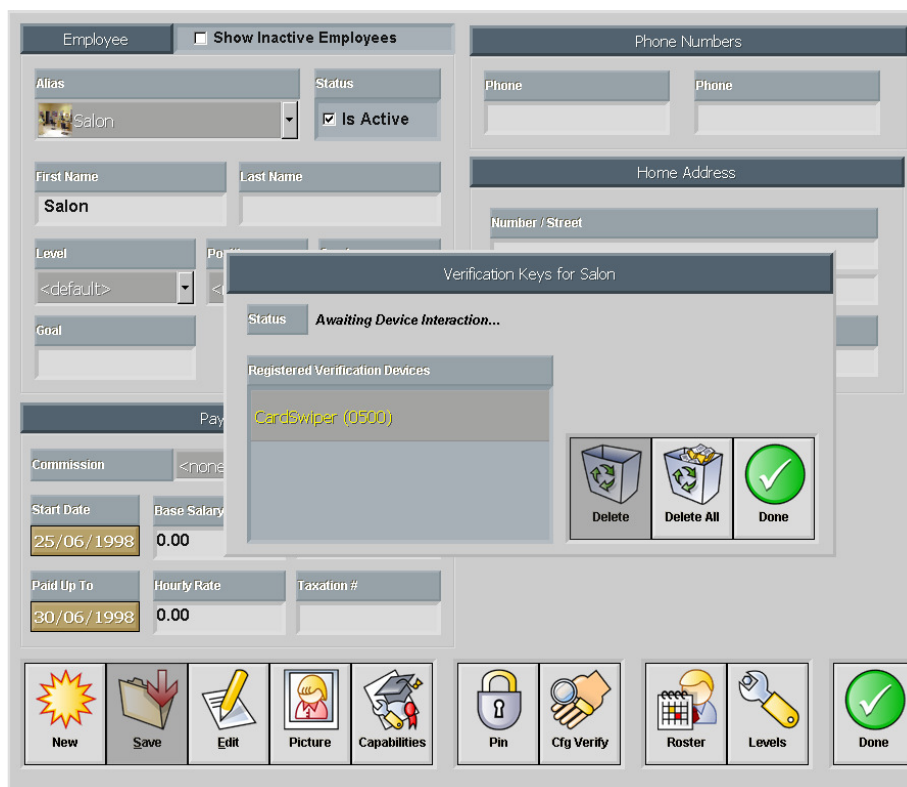 Employee
Show Inactive Employees
Phone Numbers
Alias
Status
Phone
Phone
Salon
Is Active
First Name
Last Name
Home Address
Salon
Number / Street
Level
<default>
Goal
Verification Keys for Salon
Status
Awaiting Device Interaction...
Registered Verification Devices
CardSwiper (0500)
Delete
Delete All
Done
Pay
Commission
<none
Start Date
Base Salary
25/06/1998
0.00
Paid Up To
Hourly Rate
Taxation #
30/06/1998
0.00
New
Save
Edit
Picture
Capabilities
Pin
Cfg Verify
Roster
Levels
Done